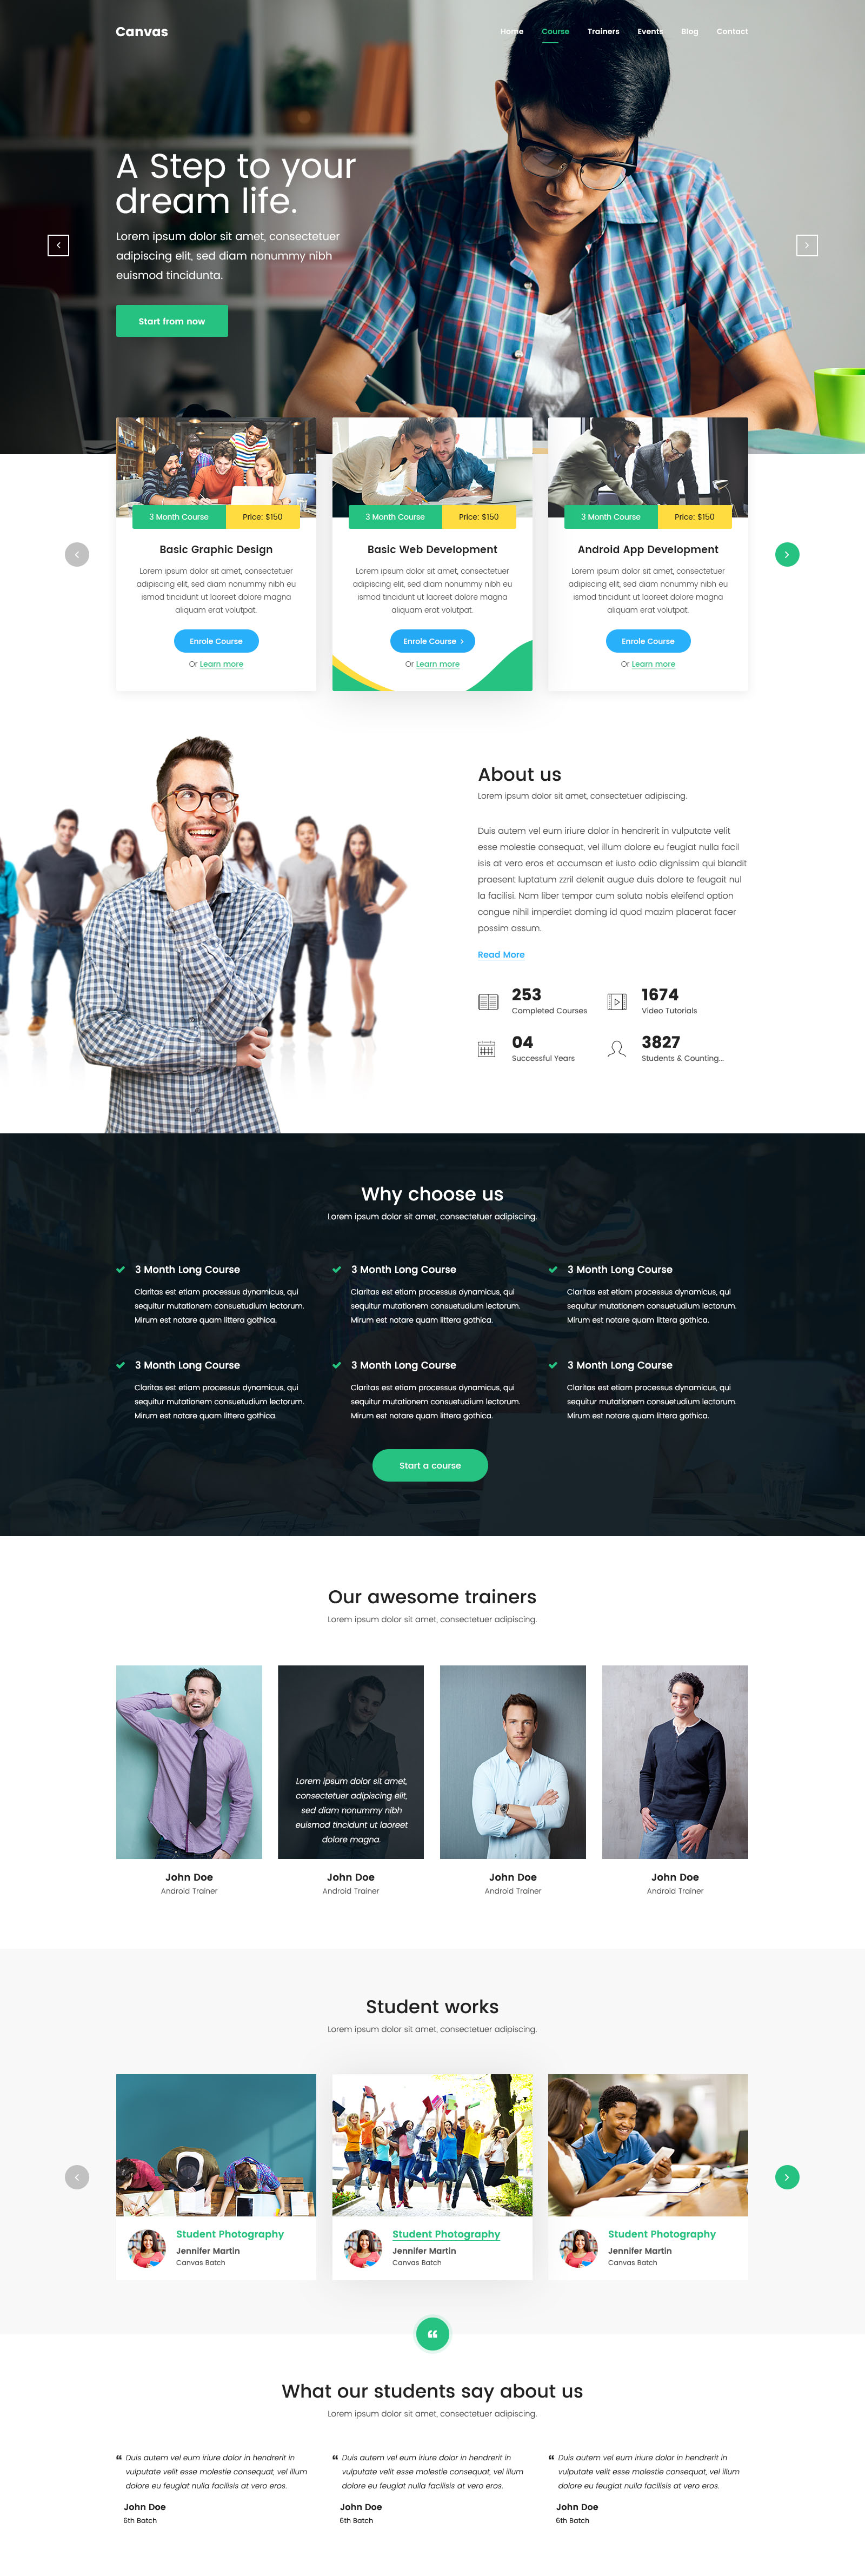 Canvas
Home Course Trainers Events Blog Contact
A Step to your
dream life.
Lorem ipsum dolor sit amet, consectetuer
adipiscing elit, sed diam nonummy nibh
euismod tincidunta.
Start from now
3 Month Course Price: $150
Basic Graphic Design
Lorem ipsum dolor sit amet, consectetuer
adipiscing elit, sed diam nonummy nibh eu
ismod tincidunt ut laoreet dolore magna
aliquam erat volutpat.
Enrole Course
Or Learn more
3 Month Course Price: $150
Basic Web Development
Lorem ipsum dolor sit amet, consectetuer
adipiscing elit, sed diam nonummy nibh eu
ismod tincidunt ut laoreet dolore magna
aliquam erat volutpat.
Enrole Course >
Or Learn more
3 Month Course Price: $150
Android App Development
Lorem ipsum dolor sit amet, consectetuer
adipiscing elit, sed diam nonummy nibh eu
ismod tincidunt ut laoreet dolore magna
aliquam erat volutpat.
Enrole Course
Or Learn more
About us
Lorem ipsum dolor sit amet, consectetuer adipiscing.
Duis autem vel eum iriure dolor in hendrerit in vulputate velit
esse molestie consequat, vel illum dolore eu feugiat nulla facil
isis at vero eros et accumsan et iusto odio dignissim qui blandit
praesent luptatum zzril delenit augue duis dolore te feugait nul
la facilisi. Nam liber tempor cum soluta nobis eleifend option
congue nihil imperdiet doming id quod mazim placerat facer
possim assum.
Read More
253
Completed Courses
1674
Video Tutorials
04
Successful Years
3827
Students & Counting...
Why choose us
Lorem ipsum dolor sit amet, consectetuer adipiscing.
3 Month Long Course
Claritas est etiam processus dynamicus, qui
sequitur mutationem consuetudium lectorum.
Mirum est notare quam littera gothica.
3 Month Long Course
Claritas est etiam processus dynamicus, qui
sequitur mutationem consuetudium lectorum.
Mirum est notare quam littera gothica.
3 Month Long Course
Claritas est etiam processus dynamicus, qui
sequitur mutationem consuetudium lectorum.
Mirum est notare quam littera gothica.
3 Month Long Course
Claritas est etiam processus dynamicus, qui
sequitur mutationem consuetudium lectorum.
Mirum est notare quam littera gothica.
3 Month Long Course
Claritas est etiam processus dynamicus, qui
sequitur mutationem consuetudium lectorum.
Mirum est notare quam littera gothica.
3 Month Long Course
Claritas est etiam processus dynamicus, qui
sequitur mutationem consuetudium lectorum.
Mirum est notare quam littera gothica.
Start a course
Our awesome trainers
Lorem ipsum dolor sit amet, consectetuer adipiscing.
Lorem ipsum dolor sit amet,
consectetuer adipiscing elit,
sed diam nonummy nibh
euismod tincidunt ut laoreet
dolore magna.
John Doe
Android Trainer
John Doe
Android Trainer
John Doe
Android Trainer
John Doe
Android Trainer
Student works
Lorem ipsum dolor sit amet, consectetuer adipiscing.
Student Photography
Jennifer Martin
Canvas Batch
Student Photography
Jennifer Martin
Canvas Batch
Student Photography
Jennifer Martin
Canvas Batch
“
What our students say about us
Lorem ipsum dolor sit amet, consectetuer adipiscing.
“ Duis autem vel eum iriure dolor in hendrerit in
vulputate velit esse molestie consequat, vel illum
dolore eu feugiat nulla facilisis at vero eros.
John Doe
6th Batch
“ Duis autem vel eum iriure dolor in hendrerit in
vulputate velit esse molestie consequat, vel illum
dolore eu feugiat nulla facilisis at vero eros.
John Doe
6th Batch
“ Duis autem vel eum iriure dolor in hendrerit in
vulputate velit esse molestie consequat, vel illum
dolore eu feugiat nulla facilisis at vero eros.
John Doe
6th Batch